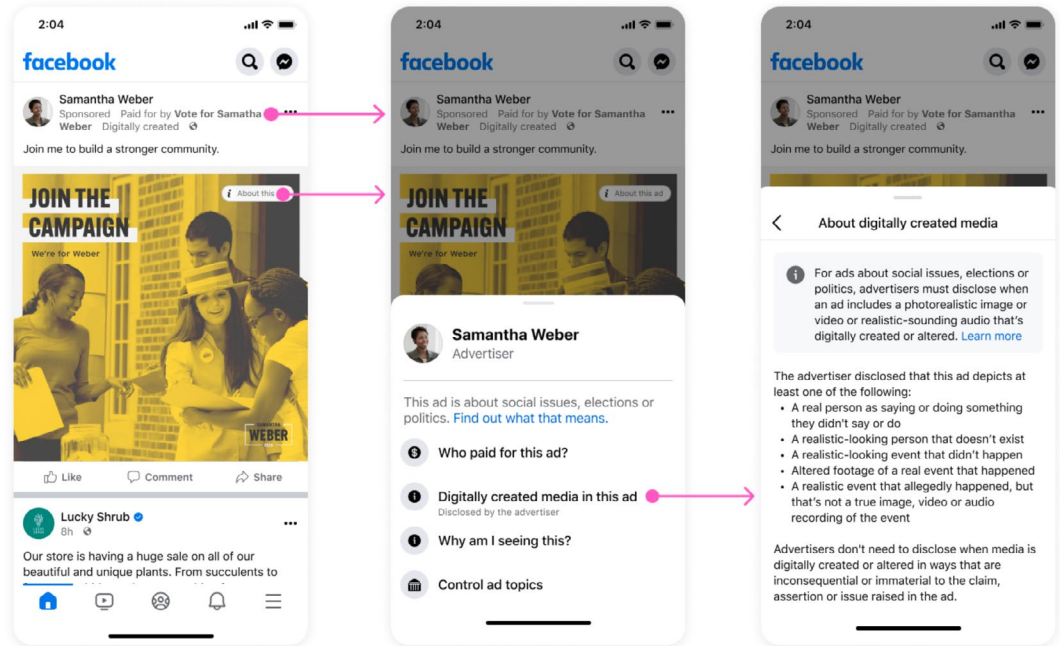 2:04
facebook
Samantha Weber
Sponsored Paid for by Vote for Samatha
Weber Digitally created
Join me to build a stronger community.
JOIN THE
CAMPAIGN
We're for Weber
About this
SAMANTHA
WEBER
Like Comment Share
Lucky Shrub
8h
Our store is having a huge sale on all of our
beautiful and unique plants. From succulents to
2:04
facebook
Samantha Weber
Sponsored Paid for by Vote for Samantha
Weber Digitally created
Join me to build a stronger community.
JOIN THE
CAMPAIGN
We're for Weber
About this ad
Samantha Weber
Advertiser
This ad is about social issues, elections or
politics. Find out what that means.
Who paid for this ad?
Digitally created media in this ad
Disclosed by the advertiser
Why am I seeing this?
Control ad topics
2:04
facebook
Samantha Weber
Sponsored Paid for by Vote for Samantha
Weber Digitally created
Join me to build a stronger community.
About digitally created media
For ads about social issues, elections or
politics, advertisers must disclose when
an ad includes a photorealistic image or
video or realistic-sounding audio that's
digitally created or altered. Learn more
The advertiser disclosed that this ad depicts at
least one of the following:
• A real person as saying or doing something
they didn't say or do
• A realistic-looking person that doesn't exist
• A realistic-looking event that didn't happen
• Altered footage of a real event that happened
• A realistic event that allegedly happened, but
that's not a true image, video or audio
recording of the event
Advertisers don't need to disclose when media is
digitally created or altered in ways that are
inconsequential or immaterial to the claim,
assertion or issue raised in the ad.